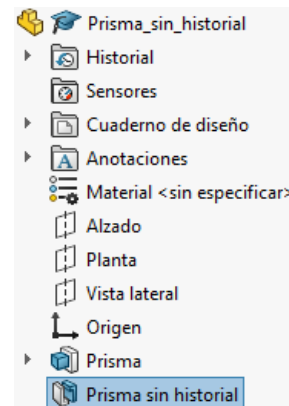 Prisma_sin_historial
Historial
Sensores
Cuaderno de diseño
A Anotaciones
Material <sin especificar>
Alzado
Planta
Vista lateral
Origen
Prisma
Prisma sin historial